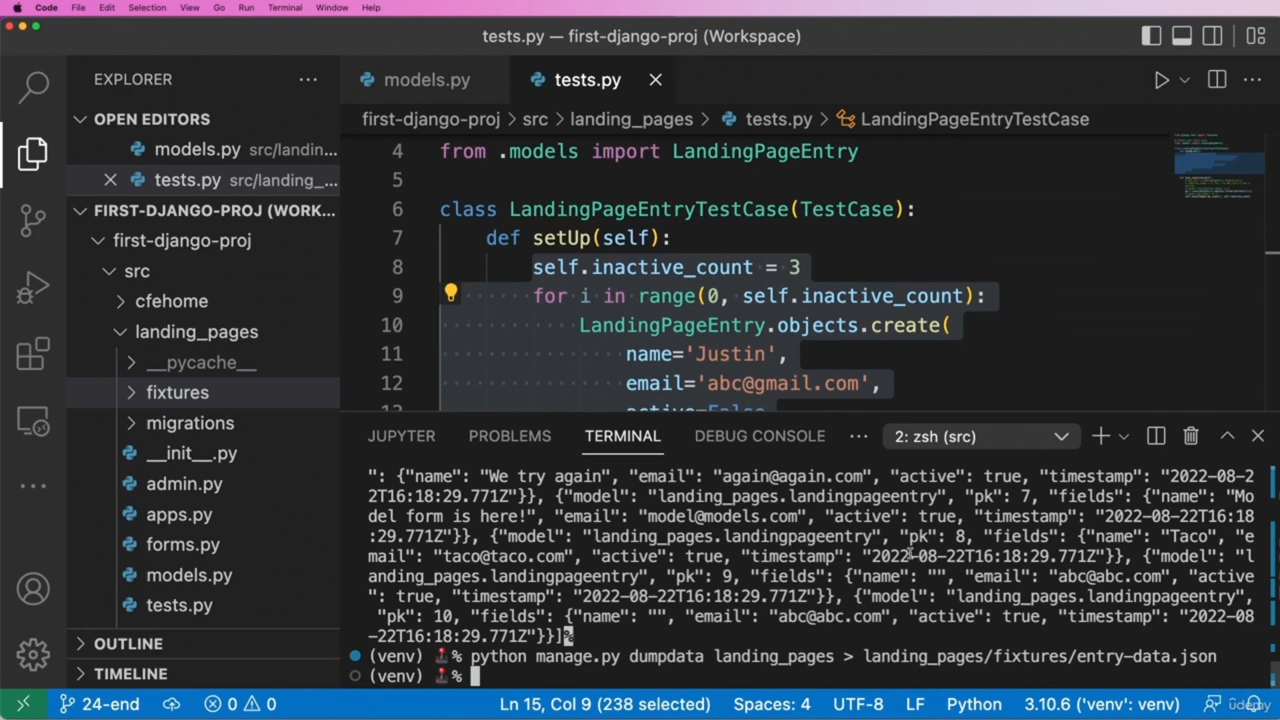 Code File Edit Selection View Go Run Terminal Window Help
tests.py — first-django-proj (Workspace)
EXPLORER
models.py
tests.py
OPEN EDITORS
models.py src/landin...
tests.py src/landing_...
FIRST-DJANGO-PROJ (WORK...
first-django-proj
src
cfehome
landing_pages
__pycache__
fixtures
migrations
__init__.py
admin.py
apps.py
forms.py
models.py
tests.py
OUTLINE
TIMELINE
first-django-proj > src > landing_pages > tests.py > LandingPageEntryTestCase
4 from .models import LandingPageEntry
5
6 class LandingPageEntryTestCase(TestCase):
7 def setUp(self):
8 self.inactive_count = 3
9 for i in range(0, self.inactive_count):
10 LandingPageEntry.objects.create(
11 name='Justin',
12 email='abc@gmail.com',
13 active=False
JUPYTER PROBLEMS TERMINAL DEBUG CONSOLE 2: zsh (src)
": {"name": "We try again", "email": "again@again.com", "active": true, "timestamp": "2022-08-2
2T16:18:29.771Z"}}, {"model": "landing_pages.landingpageentry", "pk": 7, "fields": {"name": "Mo
del form is here!", "email": "model@models.com", "active": true, "timestamp": "2022-08-22T16:18
:29.771Z"}}, {"model": "landing_pages.landingpageentry", "pk": 8, "fields": {"name": "Taco", "e
mail": "taco@taco.com", "active": true, "timestamp": "2022-08-22T16:18:29.771Z"}}, {"model": "l
anding_pages.landingpageentry", "pk": 9, "fields": {"name": "", "email": "abc@abc.com", "active
": true, "timestamp": "2022-08-22T16:18:29.771Z"}}, {"model": "landing_pages.landingpageentry",
"pk": 10, "fields": {"name": "", "email": "abc@abc.com", "active": true, "timestamp": "2022-08
-22T16:18:29.771Z"}}]%
(venv) % python manage.py dumpdata landing_pages > landing_pages/fixtures/entry-data.json
(venv) %
24-end 0 0 Ln 15, Col 9 (238 selected) Spaces: 4 UTF-8 LF Python 3.10.6 ('venv': venv)
udemy